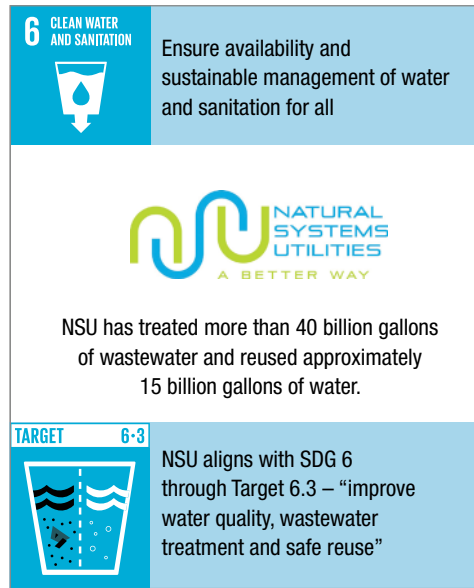 6 CLEAN WATER
AND SANITATION
Ensure availability and
sustainable management of water
and sanitation for all
NATURAL
SYSTEMS
UTILITIES
A BETTER WAY
NSU has treated more than 40 billion gallons
of wastewater and reused approximately
15 billion gallons of water.
TARGET 6·3
NSU aligns with SDG 6
through Target 6.3 – “improve
water quality, wastewater
treatment and safe reuse”